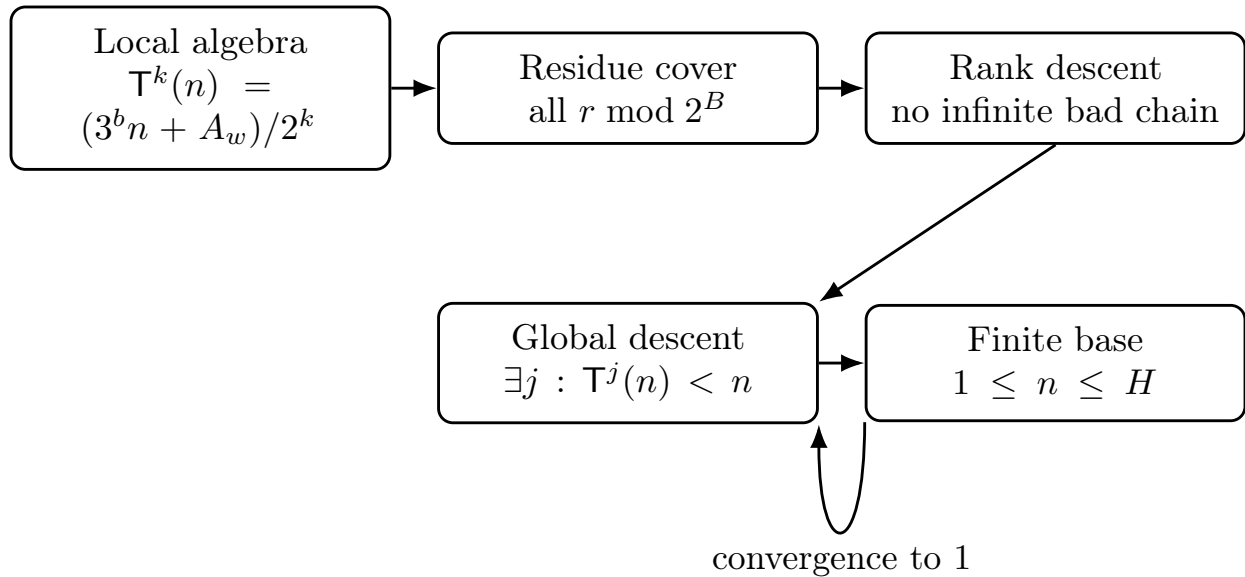 Local algebra
T^k(n) =
(3^b n + A_w)/2^k
Residue cover
all r mod 2^B
Rank descent
no infinite bad chain
Global descent
∃j : T^j(n) < n
Finite base
1 ≤ n ≤ H
convergence to 1